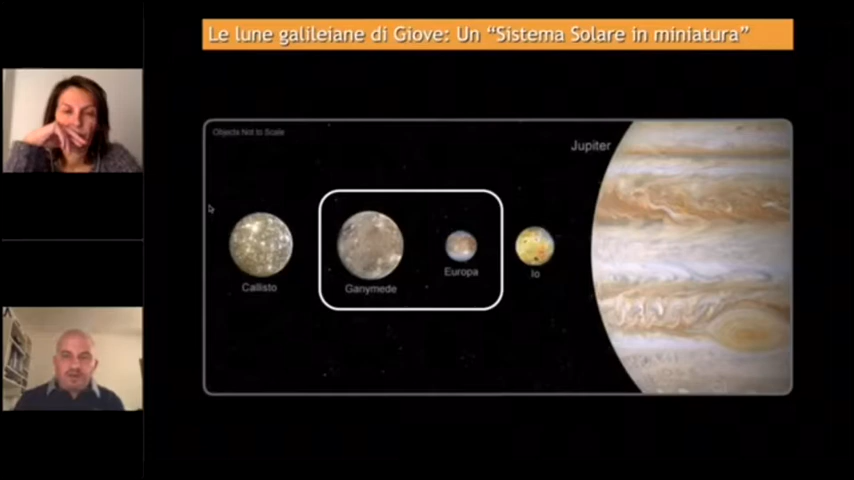 Le lune galileiane di Giove: Un “Sistema Solare in miniatura”
Objects Not to Scale
Jupiter
Callisto
Ganymede
Europa
Io